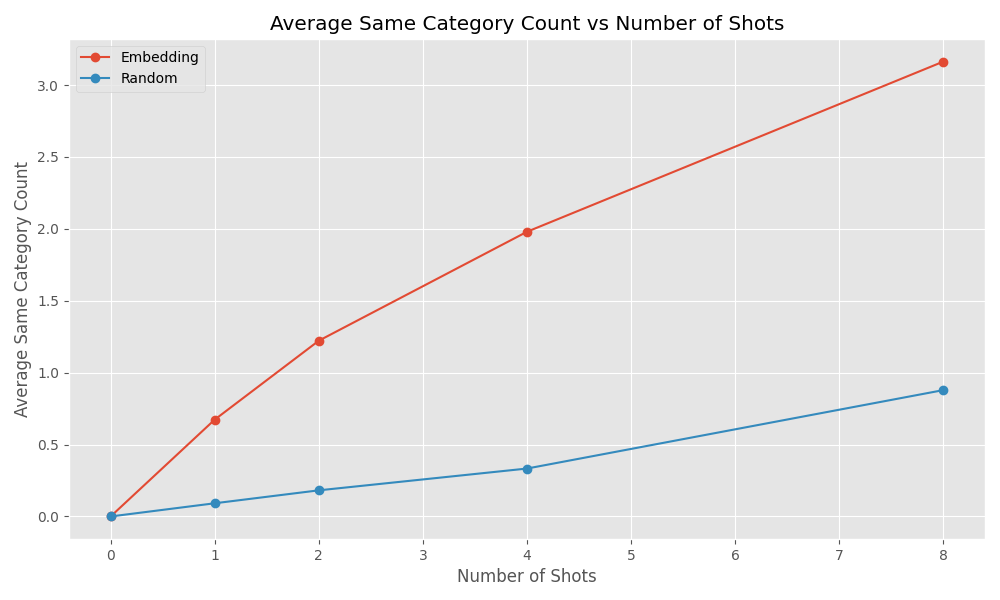 Average Same Category Count vs Number of Shots
Embedding
Random
Average Same Category Count
3.0
2.5
2.0
1.5
1.0
0.5
0.0
0 1 2 3 4 5 6 7 8
Number of Shots